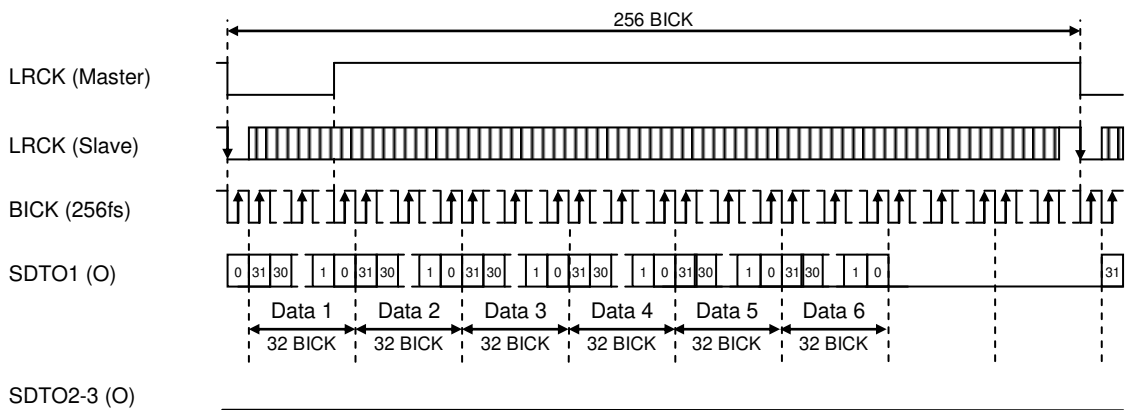 256 BICK
LRCK (Master)
LRCK (Slave)
BICK (256fs)
SDTO1 (O)
0 31 30 1 0 31 30 1 0 31 30 1 0 31 30 1 0 31 30 1 0 31 30 1 0 31
Data 1 Data 2 Data 3 Data 4 Data 5 Data 6
32 BICK 32 BICK 32 BICK 32 BICK 32 BICK 32 BICK
SDTO2-3 (O)